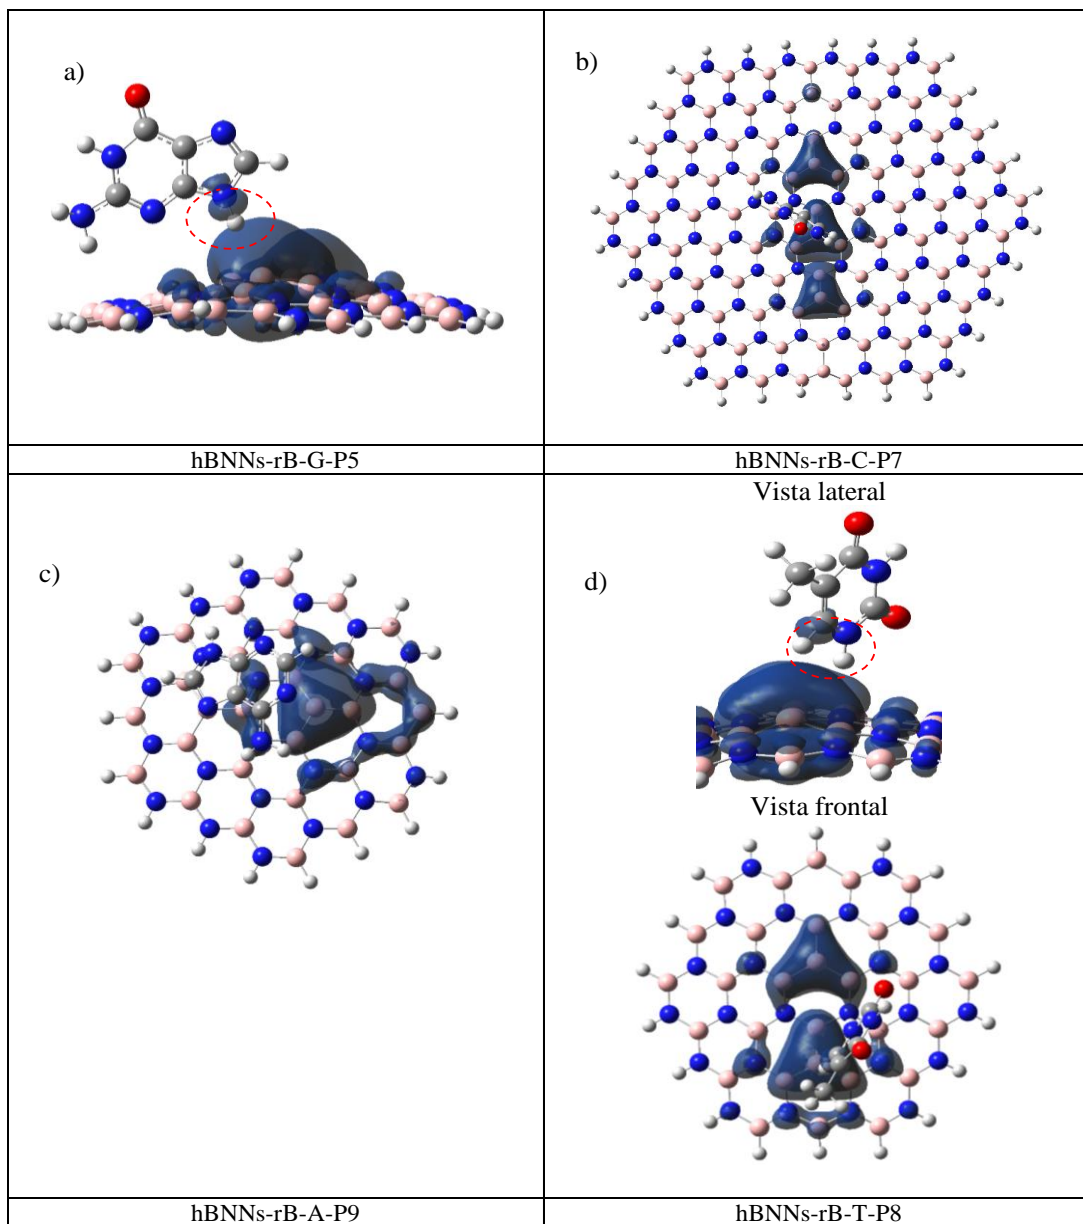 a)
b)
hBNNs-rB-G-P5
hBNNs-rB-C-P7
c)
Vista lateral
d)
Vista frontal
hBNNs-rB-A-P9
hBNNs-rB-T-P8